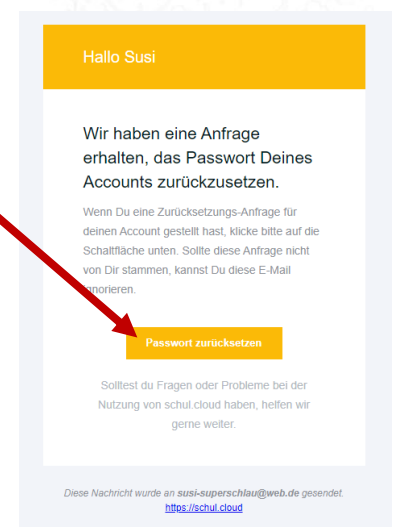 Hallo Susi
Wir haben eine Anfrage
erhalten, das Passwort Deines
Accounts zurückzusetzen.
Wenn Du eine Zurücksetzungs-Anfrage für
deinen Account gestellt hast, klicke bitte auf die
Schaltfläche unten. Sollte diese Anfrage nicht
von Dir stammen, kannst Du diese E-Mail
ignorieren.
Passwort zurücksetzen
Solltest du Fragen oder Probleme bei der
Nutzung von schul.cloud haben, helfen wir
gerne weiter.
Diese Nachricht wurde an susi-superschlau@web.de gesendet.
https://schul.cloud